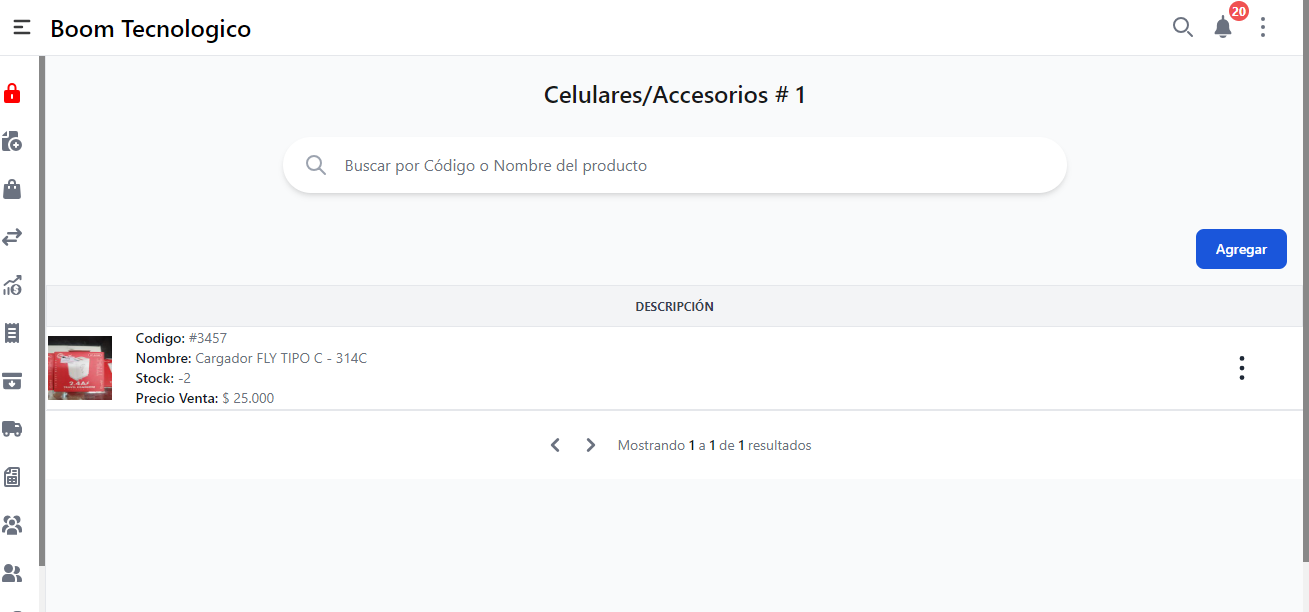 Boom Tecnologico
20
Celulares/Accesorios # 1
Buscar por Código o Nombre del producto
Agregar
DESCRIPCIÓN
Codigo: #3457
Nombre: Cargador FLY TIPO C - 314C
Stock: -2
Precio Venta: $ 25.000
Mostrando 1 a 1 de 1 resultados